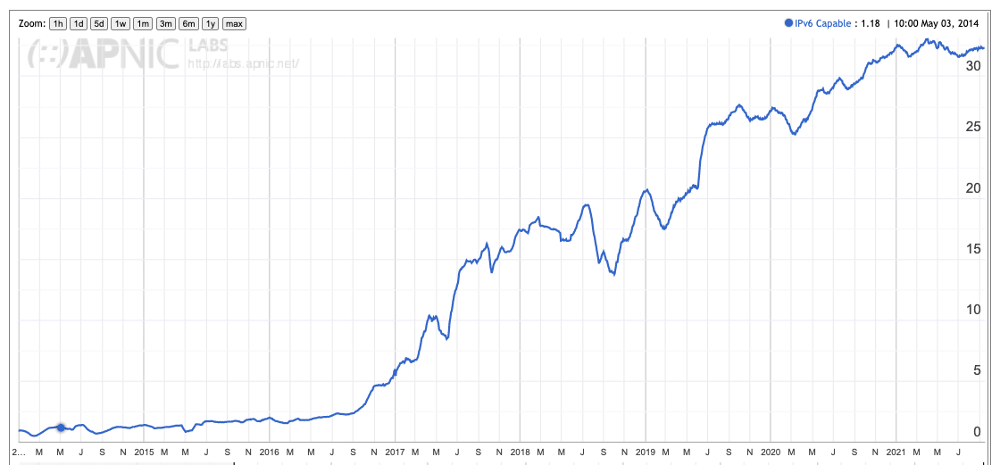 Zoom: 1h 1d 5d 1w 1m 3m 6m 1y max
IPv6 Capable : 1.18 | 10:00 May 03, 2014
(::) APNIC LABS
http://labs.apnic.net/
30
25
20
15
10
5
0
2... M M J S N 2015 M M J S N 2016 M M J S N 2017 M M J S N 2018 M M J S N 2019 M M J S N 2020 M M J S N 2021 M M J